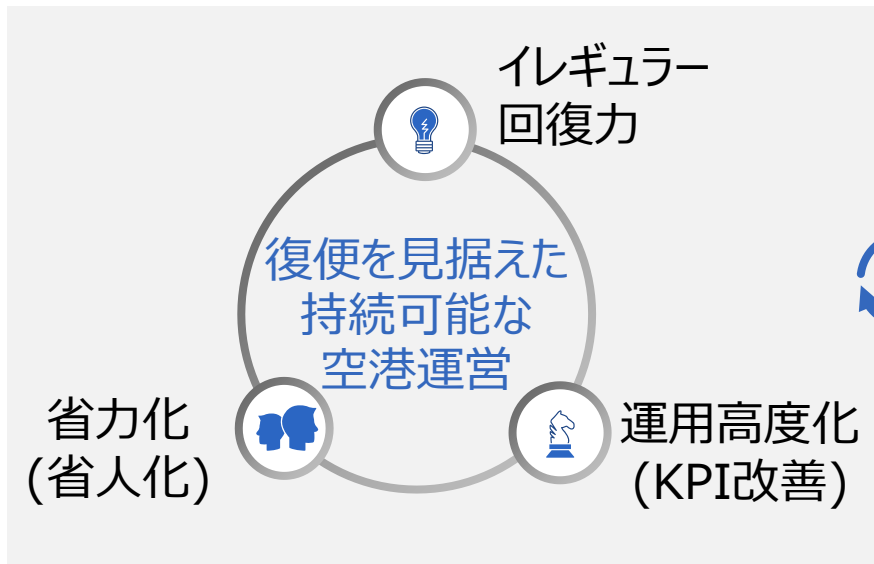 イレギュラー
回復力
復便を見据えた
持続可能な
空港運営
省力化
(省人化)
運用高度化
(KPI改善)